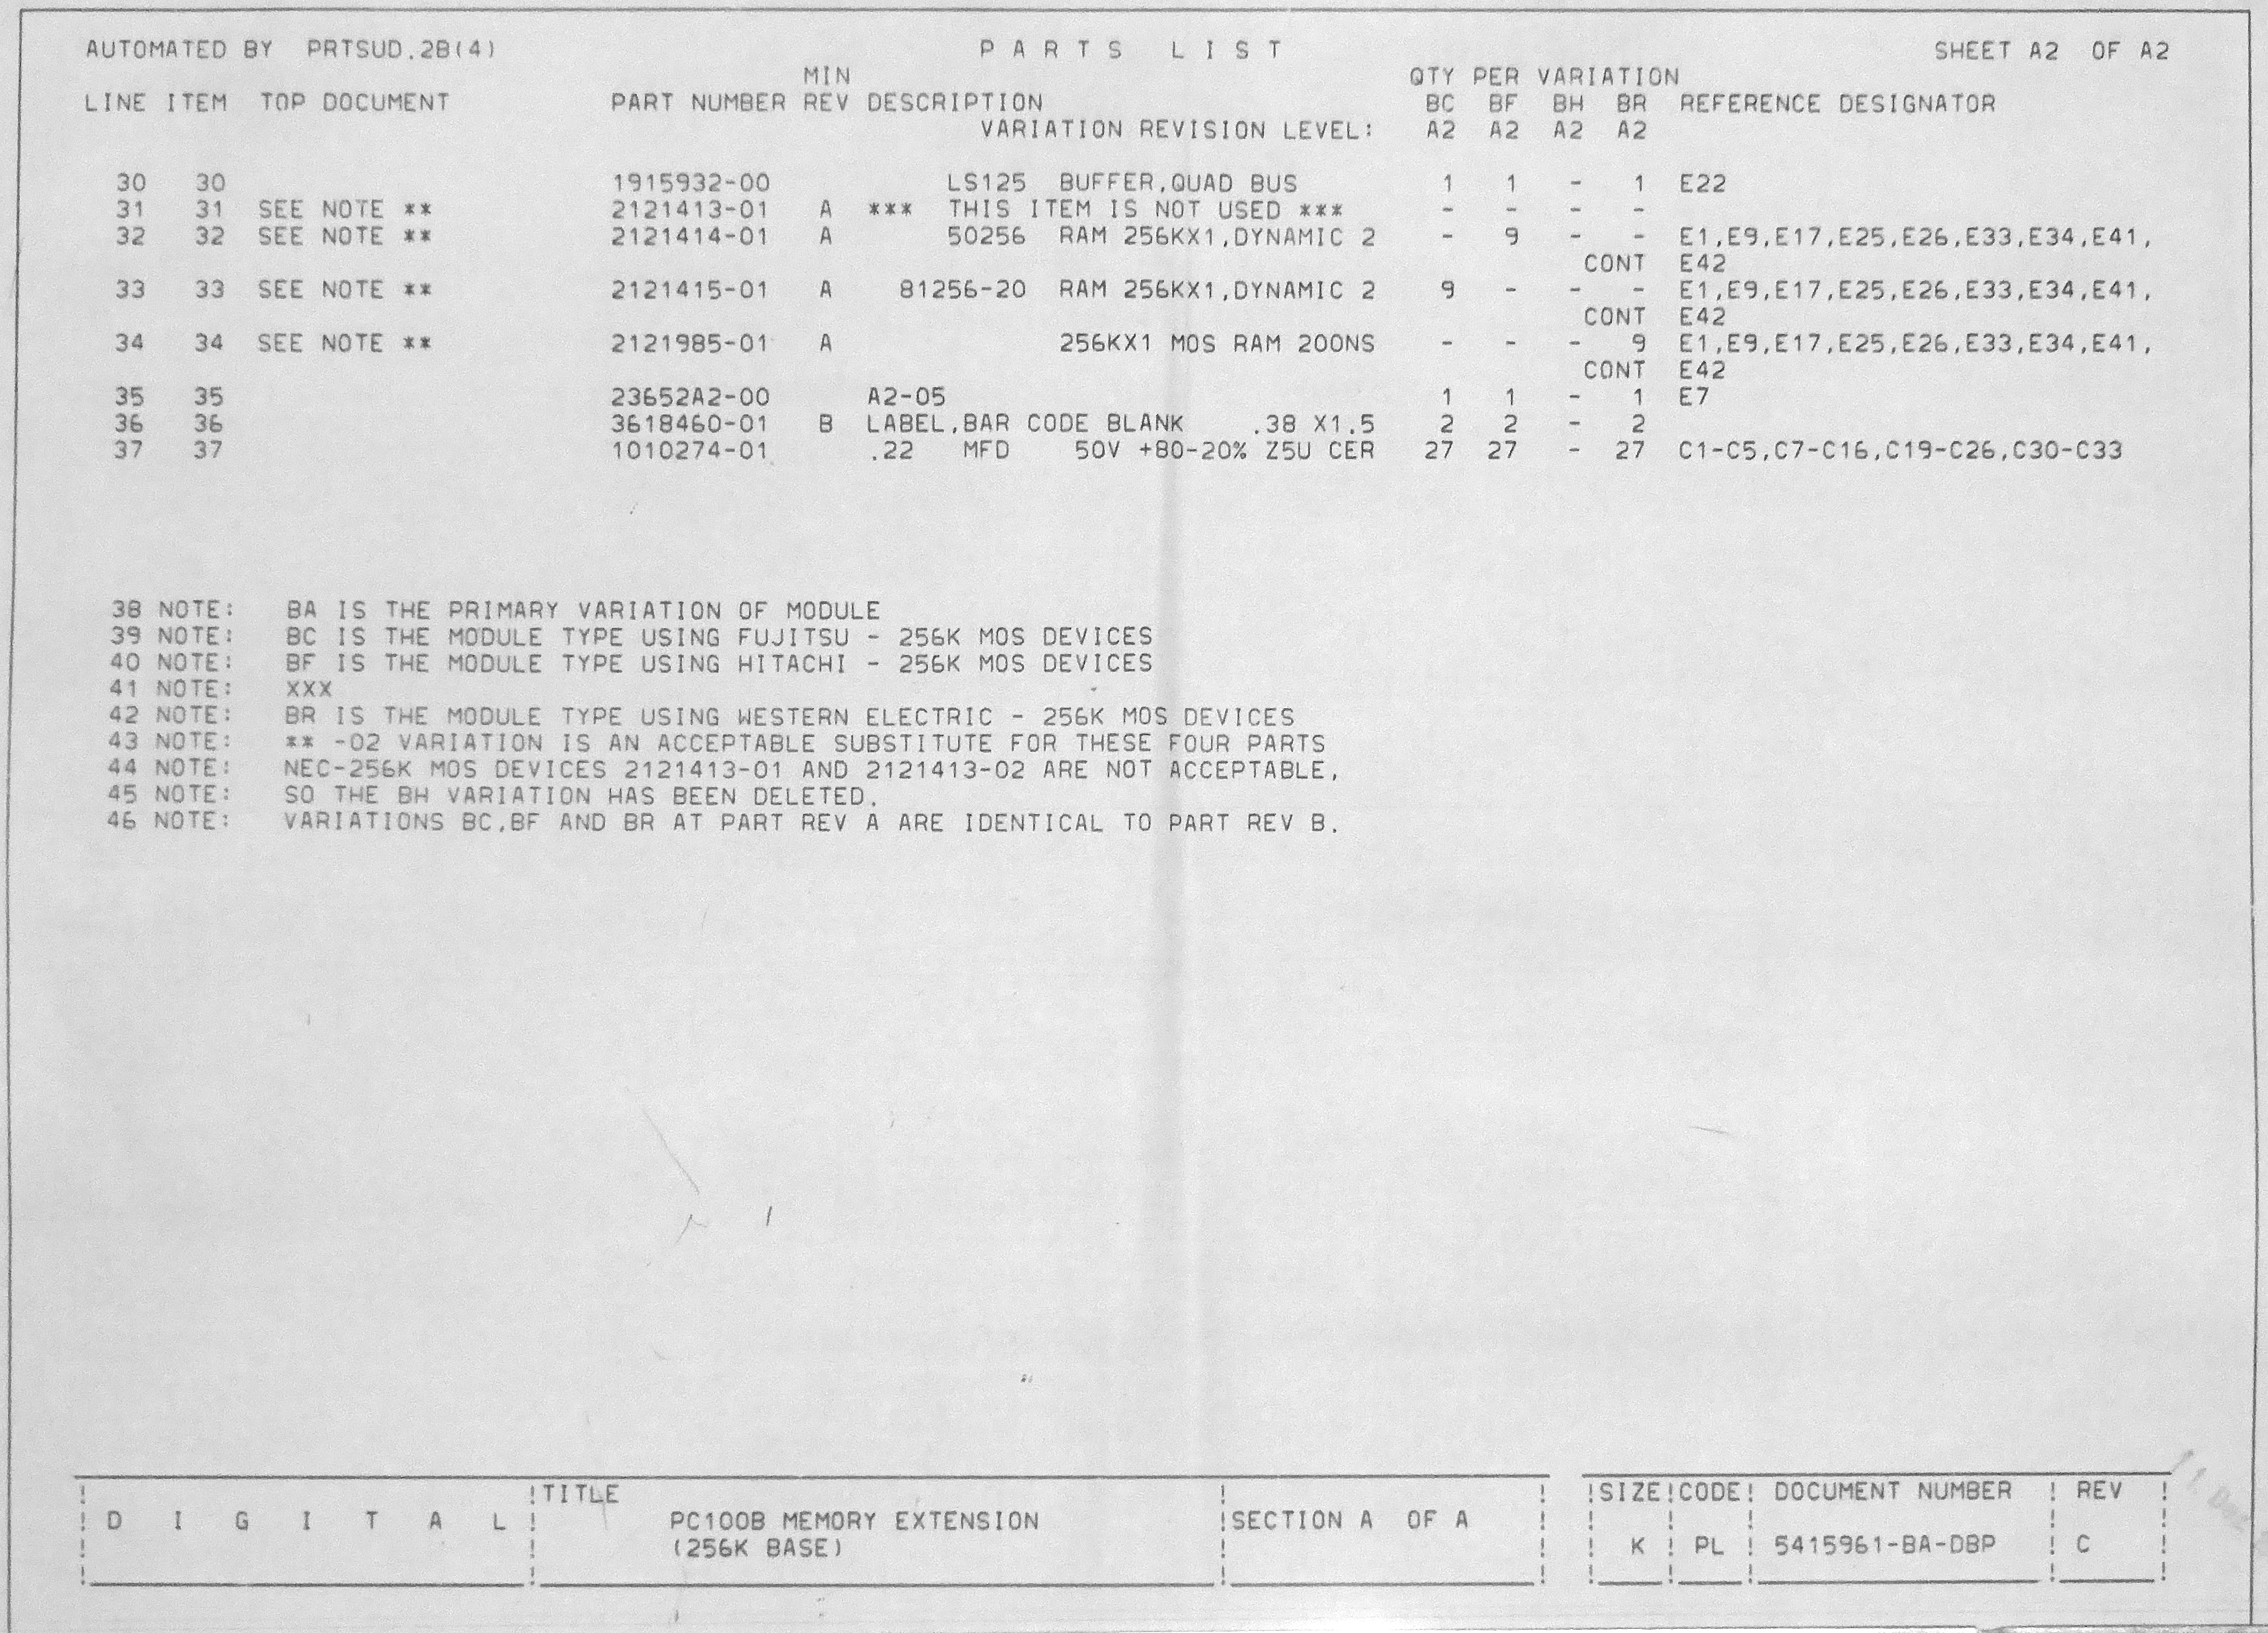 AUTOMATED BY PRTSUD.2B(4) P A R T S L I S T SHEET A2 OF A2
MIN QTY PER VARIATION
LINE ITEM TOP DOCUMENT PART NUMBER REV DESCRIPTION BC BF BH BR REFERENCE DESIGNATOR
VARIATION REVISION LEVEL: A2 A2 A2 A2
30 30 1915932-00 LS125 BUFFER,QUAD BUS 1 1 - 1 E22
31 31 SEE NOTE ** 2121413-01 A *** THIS ITEM IS NOT USED *** - - - -
32 32 SEE NOTE ** 2121414-01 A 50256 RAM 256KX1,DYNAMIC 2 - 9 - - E1,E9,E17,E25,E26,E33,E34,E41,
CONT E42
33 33 SEE NOTE ** 2121415-01 A 81256-20 RAM 256KX1,DYNAMIC 2 9 - - - E1,E9,E17,E25,E26,E33,E34,E41,
CONT E42
34 34 SEE NOTE ** 2121985-01 A 256KX1 MOS RAM 200NS - - - 9 E1,E9,E17,E25,E26,E33,E34,E41,
CONT E42
35 35 23652A2-00 A2-05 1 1 - 1 E7
36 36 3618460-01 B LABEL,BAR CODE BLANK .38 X1.5 2 2 - 2
37 37 1010274-01 .22 MFD 50V +80-20% Z5U CER 27 27 - 27 C1-C5,C7-C16,C19-C26,C30-C33
38 NOTE: BA IS THE PRIMARY VARIATION OF MODULE
39 NOTE: BC IS THE MODULE TYPE USING FUJITSU - 256K MOS DEVICES
40 NOTE: BF IS THE MODULE TYPE USING HITACHI - 256K MOS DEVICES
41 NOTE: XXX
42 NOTE: BR IS THE MODULE TYPE USING WESTERN ELECTRIC - 256K MOS DEVICES
43 NOTE: ** -02 VARIATION IS AN ACCEPTABLE SUBSTITUTE FOR THESE FOUR PARTS
44 NOTE: NEC-256K MOS DEVICES 2121413-01 AND 2121413-02 ARE NOT ACCEPTABLE,
45 NOTE: SO THE BH VARIATION HAS BEEN DELETED.
46 NOTE: VARIATIONS BC,BF AND BR AT PART REV A ARE IDENTICAL TO PART REV B.
TITLE SIZE CODE DOCUMENT NUMBER REV
D I G I T A L PC100B MEMORY EXTENSION SECTION A OF A
(256K BASE) K PL 5415961-BA-DBP C